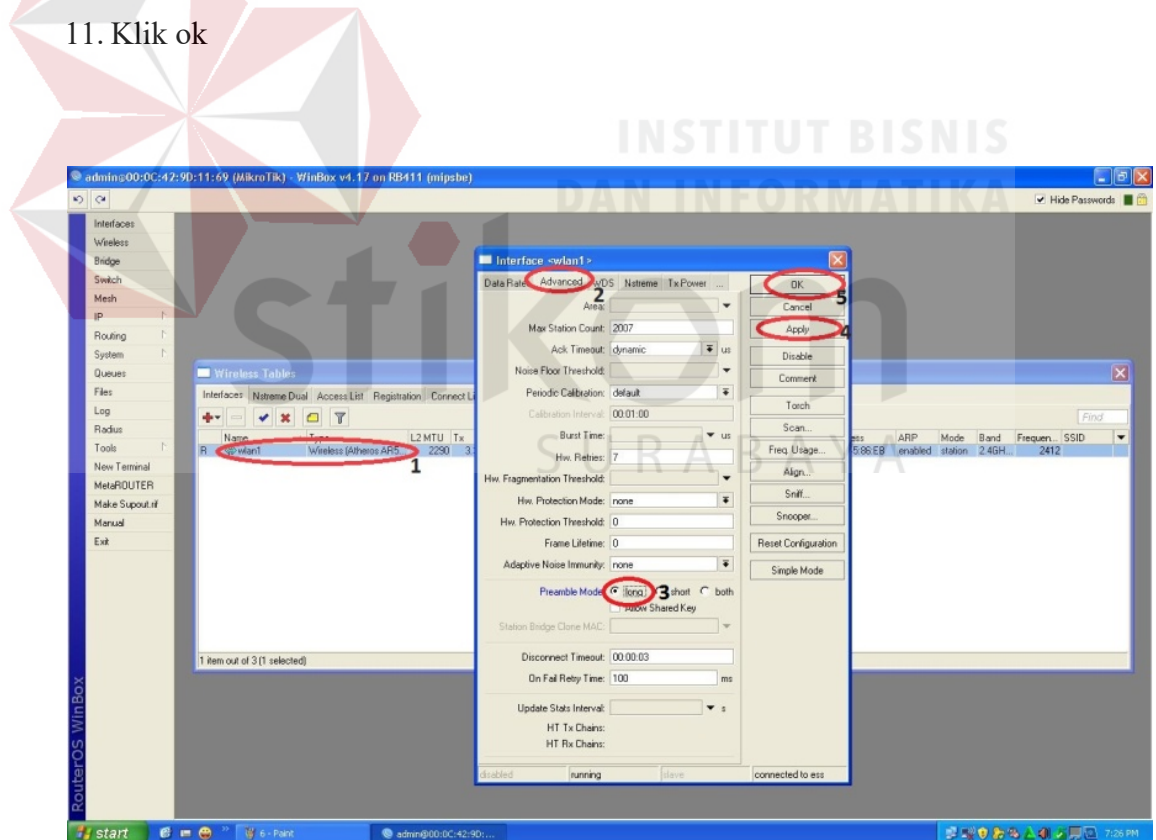 11. Klik ok
INSTITUT BISNIS
DAN INFORMATIKA
stikom
SURABAYA
admin@00:0C:42:9D:11:69 (MikroTik) - WinBox v4.17 on RB411 (mipsbe)
Hide Passwords
Interfaces
Wireless
Bridge
Switch
Mesh
IP
Routing
System
Queues
Files
Log
Radius
Tools
New Terminal
MetaROUTER
Make Supout.rif
Manual
Exit
RouterOS WinBox
Wireless Tables
Interfaces Nstreme Dual Access List Registration Connect Li
Find
Name Type L2 MTU Tx ess ARP Mode Band Frequen... SSID
R wlan1 Wireless (Atheros AR5... 2290 3. 5:86:EB enabled station 2.4GH... 2412
1
1 item out of 3 (1 selected)
Interface <wlan1>
Data Rate Advanced WDS Nstreme Tx Power ...
2
Area:
Max Station Count: 2007
Ack Timeout: dynamic us
Noise Floor Threshold:
Periodic Calibration: default
Calibration Interval: 00:01:00
Burst Time: us
Hw. Retries: 7
Hw. Fragmentation Threshold:
Hw. Protection Mode: none
Hw. Protection Threshold: 0
Frame Lifetime: 0
Adaptive Noise Immunity: none
Preamble Mode: long 3 short both
Allow Shared Key
Station Bridge Clone MAC:
Disconnect Timeout: 00:00:03
On Fail Retry Time: 100 ms
Update Stats Interval: s
HT Tx Chains:
HT Rx Chains:
OK
5
Cancel
Apply
4
Disable
Comment
Torch
Scan...
Freq. Usage...
Align...
Sniff...
Snooper...
Reset Configuration
Simple Mode
disabled running slave connected to ess
start 6 - Paint admin@00:0C:42:9D:... 7:26 PM